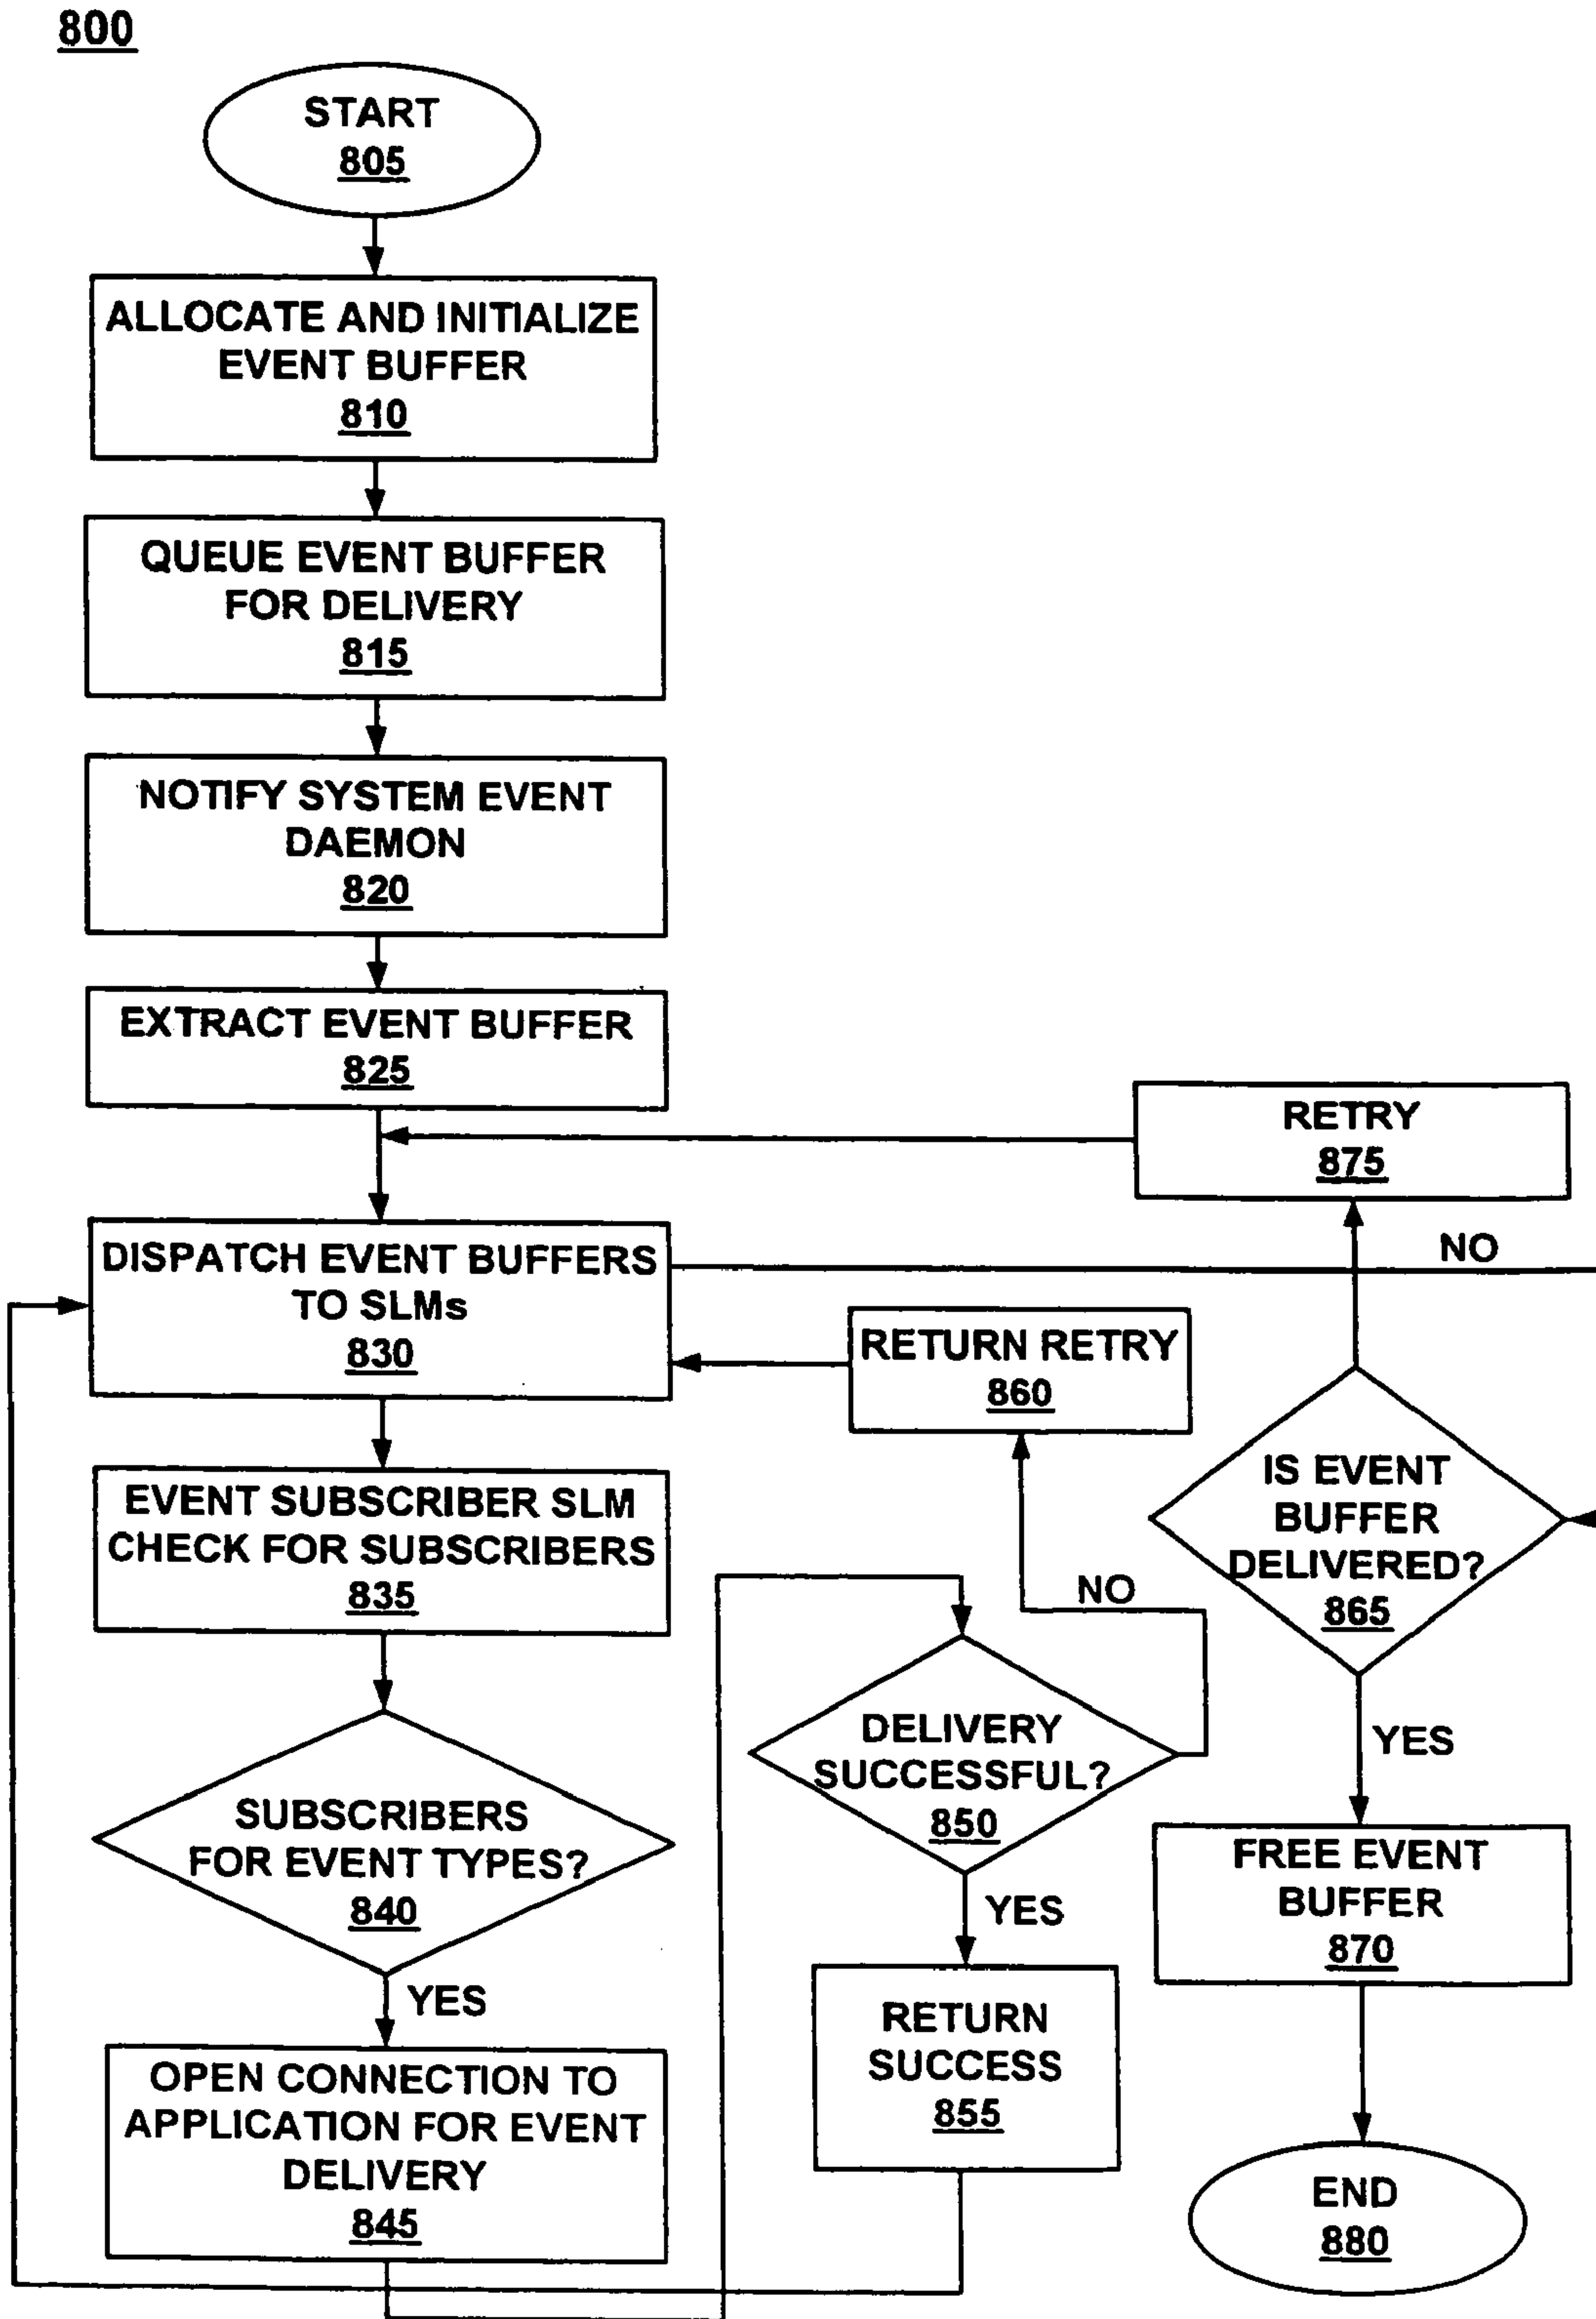 800
START
805
ALLOCATE AND INITIALIZE
EVENT BUFFER
810
QUEUE EVENT BUFFER
FOR DELIVERY
815
NOTIFY SYSTEM EVENT
DAEMON
820
EXTRACT EVENT BUFFER
825
RETRY
875
NO
DISPATCH EVENT BUFFERS
TO SLMs
830
RETURN RETRY
860
IS EVENT
BUFFER
DELIVERED?
865
EVENT SUBSCRIBER SLM
CHECK FOR SUBSCRIBERS
835
NO
DELIVERY
SUCCESSFUL?
850
YES
SUBSCRIBERS
FOR EVENT TYPES?
840
FREE EVENT
BUFFER
870
YES
YES
RETURN
SUCCESS
855
OPEN CONNECTION TO
APPLICATION FOR EVENT
DELIVERY
845
END
880